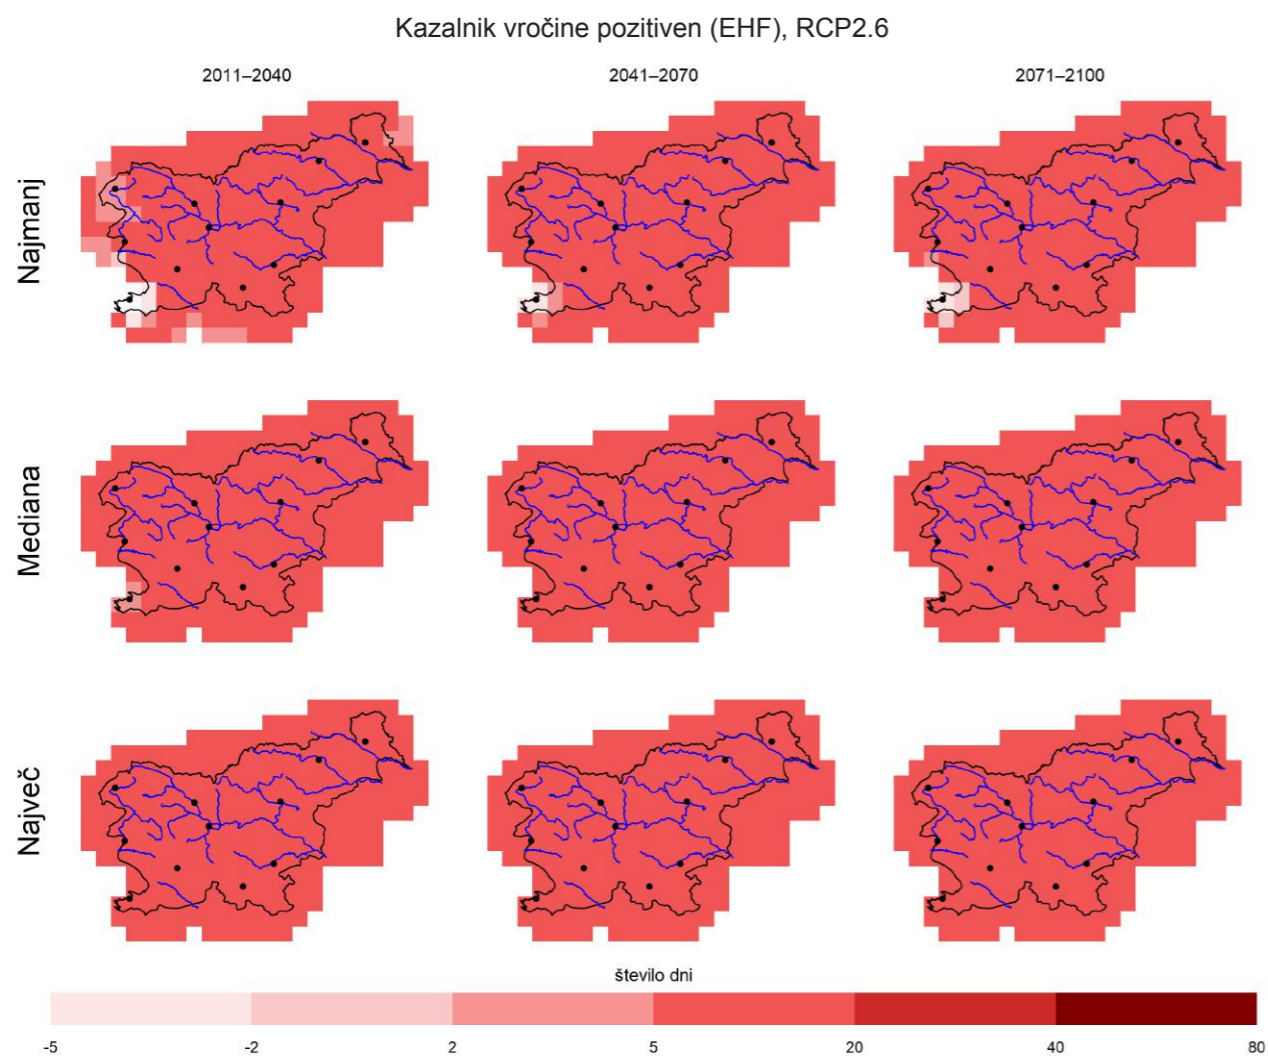 Kazalnik vročine pozitiven (EHF), RCP2.6
2011–2040 2041–2070 2071–2100
Najmanj
Mediana
Največ
število dni
-5 -2 2 5 20 40 80